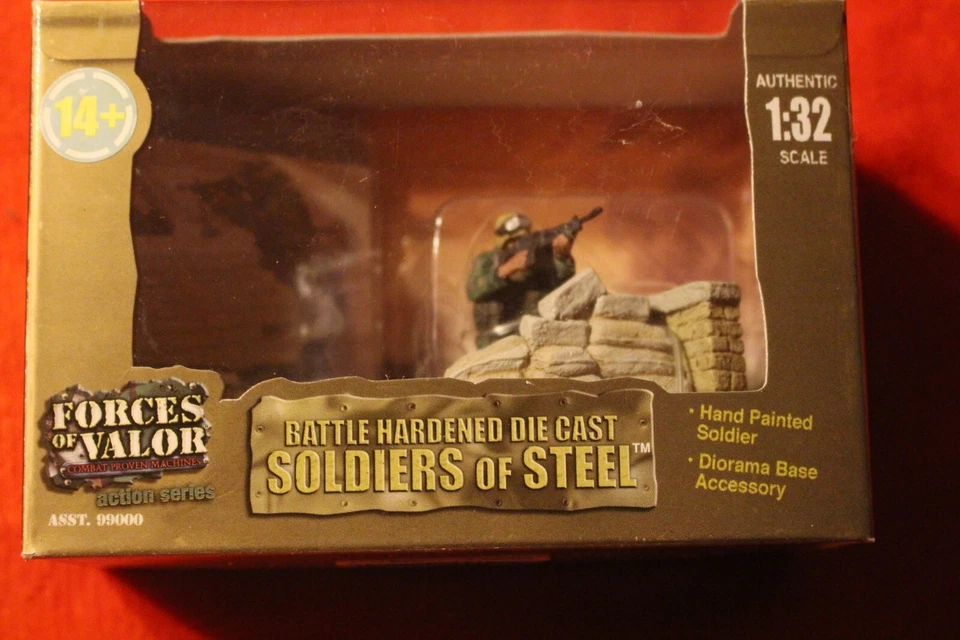 14+
AUTHENTIC
1:32
SCALE
FORCES
OF VALOR
COMBAT PROVEN MACHINES
action series
ASST. 99000
BATTLE HARDENED DIE CAST
SOLDIERS OF STEEL™
• Hand Painted
Soldier
• Diorama Base
Accessory